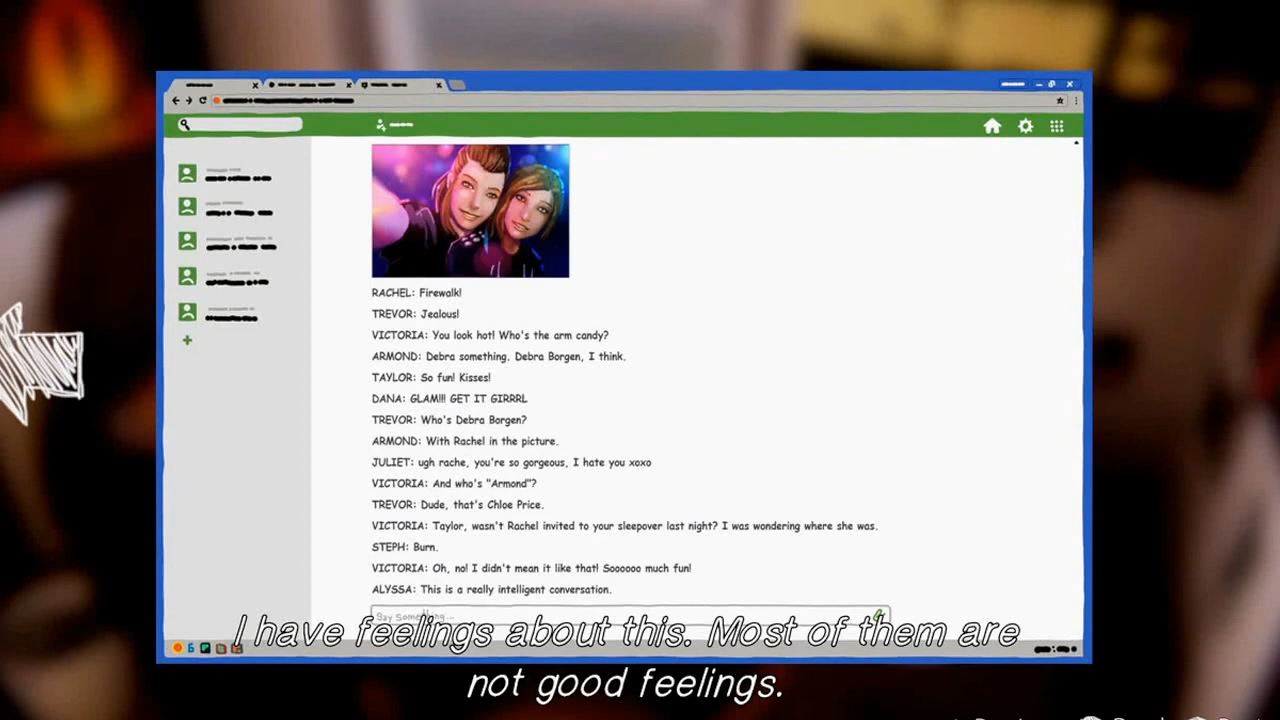 RACHEL: Firewalk!
TREVOR: Jealous!
VICTORIA: You look hot! Who's the arm candy?
ARMOND: Debra something. Debra Borgen, I think.
TAYLOR: So fun! Kisses!
DANA: GLAM!!! GET IT GIRRRL
TREVOR: Who's Debra Borgen?
ARMOND: With Rachel in the picture.
JULIET: ugh rache, you're so gorgeous, I hate you xoxo
VICTORIA: And who's "Armond"?
TREVOR: Dude, that's Chloe Price.
VICTORIA: Taylor, wasn't Rachel invited to your sleepover last night? I was wondering where she was.
STEPH: Burn.
VICTORIA: Oh, no! I didn't mean it like that! Soooooo much fun!
ALYSSA: This is a really intelligent conversation.
Say Something...
I have feelings about this. Most of them are
not good feelings.